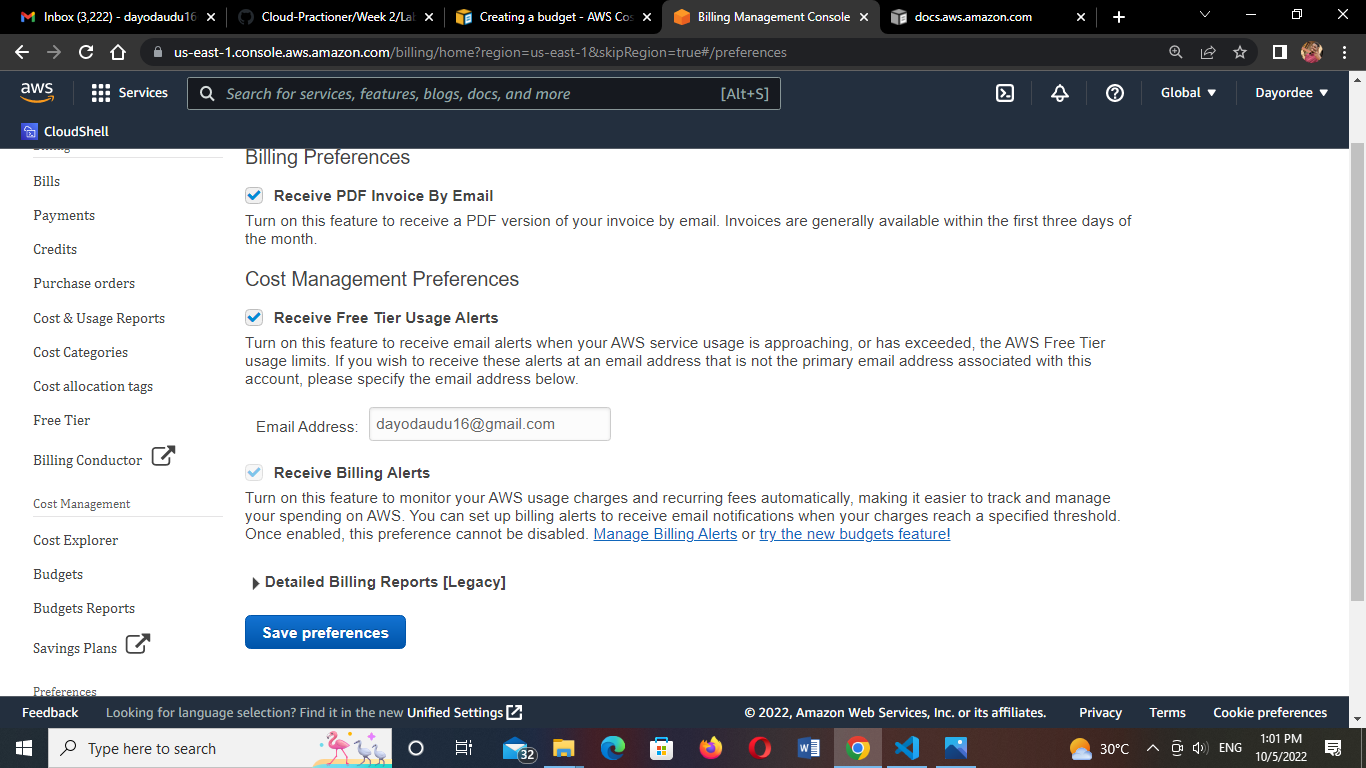 Inbox (3,222) - dayodaudu16
Cloud-Practioner/Week 2/Lab
Creating a budget - AWS Cos
Billing Management Console
docs.aws.amazon.com
us-east-1.console.aws.amazon.com/billing/home?region=us-east-1&skipRegion=true#/preferences
aws
Services
Search for services, features, blogs, docs, and more
[Alt+S]
Global
Dayordee
CloudShell
Billing
Bills
Payments
Credits
Purchase orders
Cost & Usage Reports
Cost Categories
Cost allocation tags
Free Tier
Billing Conductor
Cost Management
Cost Explorer
Budgets
Budgets Reports
Savings Plans
Preferences
Billing Preferences
Receive PDF Invoice By Email
Turn on this feature to receive a PDF version of your invoice by email. Invoices are generally available within the first three days of
the month.
Cost Management Preferences
Receive Free Tier Usage Alerts
Turn on this feature to receive email alerts when your AWS service usage is approaching, or has exceeded, the AWS Free Tier
usage limits. If you wish to receive these alerts at an email address that is not the primary email address associated with this
account, please specify the email address below.
Email Address: dayodaudu16@gmail.com
Receive Billing Alerts
Turn on this feature to monitor your AWS usage charges and recurring fees automatically, making it easier to track and manage
your spending on AWS. You can set up billing alerts to receive email notifications when your charges reach a specified threshold.
Once enabled, this preference cannot be disabled. Manage Billing Alerts or try the new budgets feature!
Detailed Billing Reports [Legacy]
Save preferences
Feedback
Looking for language selection? Find it in the new Unified Settings
© 2022, Amazon Web Services, Inc. or its affiliates.
Privacy
Terms
Cookie preferences
Type here to search
32
30°C
ENG
1:01 PM
10/5/2022